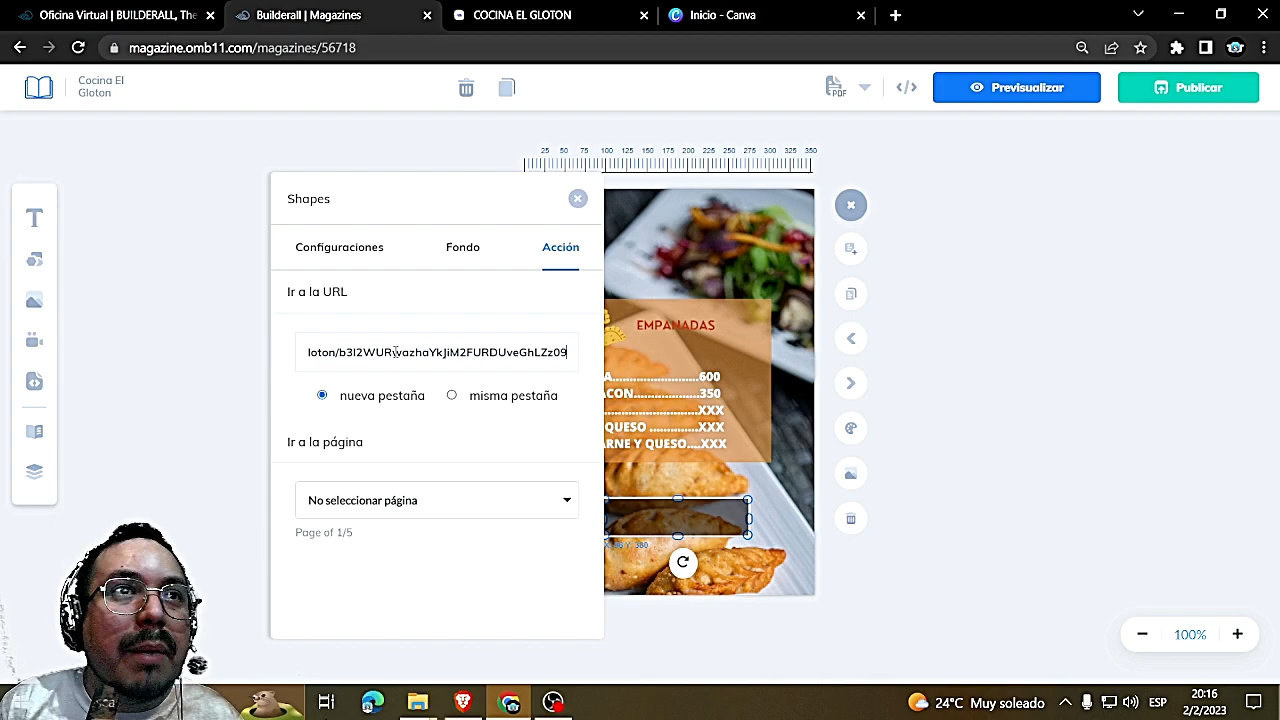 Oficina Virtual | BUILDERALL, The
Builderall | Magazines
COCINA EL GLOTON
Inicio - Canva
magazine.omb11.com/magazines/56718
Cocina El
Gloton
PDF
Previsualizar
Publicar
25 50 75 100 125 150 175 200 225 250 275 300 325 350
Shapes
Configuraciones
Fondo
Acción
Ir a la URL
nueva pestaña
misma pestaña
Ir a la página
No seleccionar página
Page of 1/5
EMPANADAS
A.......................600
ACON.....................350
.........................XXX
QUESO .............XXX
ARNE Y QUESO....XXX
100%
24°C Muy soleado
ESP
20:16
2/2/2023